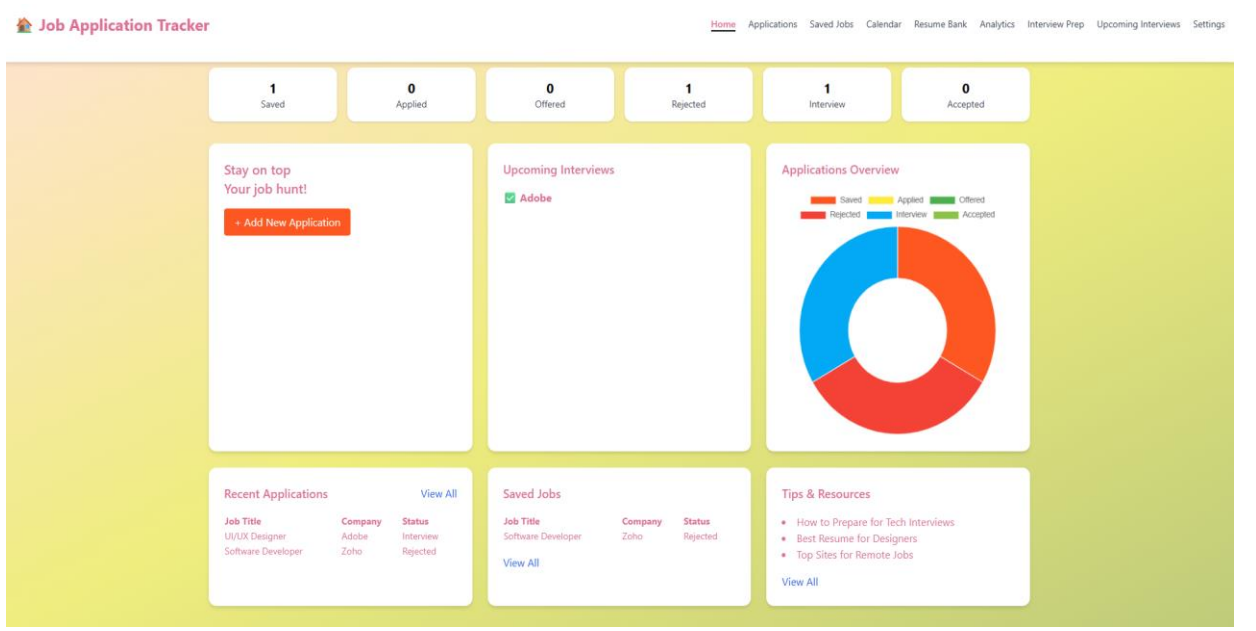 Job Application Tracker
Home Applications Saved Jobs Calendar Resume Bank Analytics Interview Prep Upcoming Interviews Settings
1 0 0 1 1 0
Saved Applied Offered Rejected Interview Accepted
Stay on top
Your job hunt!
+ Add New Application
Upcoming Interviews
✅ Adobe
Applications Overview
Saved Applied Offered
Rejected Interview Accepted
Recent Applications View All
Job Title Company Status
UI/UX Designer Adobe Interview
Software Developer Zoho Rejected
Saved Jobs
Job Title Company Status
Software Developer Zoho Rejected
View All
Tips & Resources
• How to Prepare for Tech Interviews
• Best Resume for Designers
• Top Sites for Remote Jobs
View All